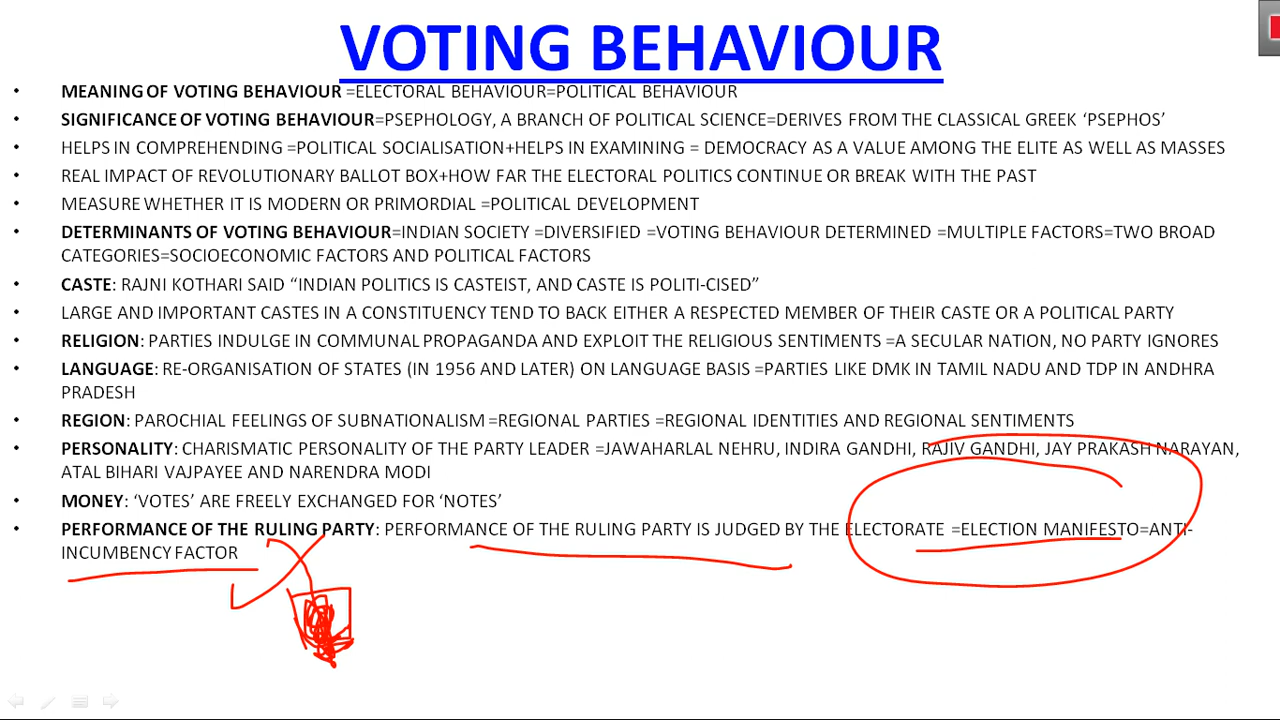 VOTING BEHAVIOUR
• MEANING OF VOTING BEHAVIOUR =ELECTORAL BEHAVIOUR=POLITICAL BEHAVIOUR
• SIGNIFICANCE OF VOTING BEHAVIOUR=PSEPHOLOGY, A BRANCH OF POLITICAL SCIENCE=DERIVES FROM THE CLASSICAL GREEK ‘PSEPHOS’
• HELPS IN COMPREHENDING =POLITICAL SOCIALISATION+HELPS IN EXAMINING = DEMOCRACY AS A VALUE AMONG THE ELITE AS WELL AS MASSES
• REAL IMPACT OF REVOLUTIONARY BALLOT BOX+HOW FAR THE ELECTORAL POLITICS CONTINUE OR BREAK WITH THE PAST
• MEASURE WHETHER IT IS MODERN OR PRIMORDIAL =POLITICAL DEVELOPMENT
• DETERMINANTS OF VOTING BEHAVIOUR=INDIAN SOCIETY =DIVERSIFIED =VOTING BEHAVIOUR DETERMINED =MULTIPLE FACTORS=TWO BROAD
CATEGORIES=SOCIOECONOMIC FACTORS AND POLITICAL FACTORS
• CASTE: RAJNI KOTHARI SAID “INDIAN POLITICS IS CASTEIST, AND CASTE IS POLITI-CISED”
• LARGE AND IMPORTANT CASTES IN A CONSTITUENCY TEND TO BACK EITHER A RESPECTED MEMBER OF THEIR CASTE OR A POLITICAL PARTY
• RELIGION: PARTIES INDULGE IN COMMUNAL PROPAGANDA AND EXPLOIT THE RELIGIOUS SENTIMENTS =A SECULAR NATION, NO PARTY IGNORES
• LANGUAGE: RE-ORGANISATION OF STATES (IN 1956 AND LATER) ON LANGUAGE BASIS =PARTIES LIKE DMK IN TAMIL NADU AND TDP IN ANDHRA
PRADESH
• REGION: PAROCHIAL FEELINGS OF SUBNATIONALISM =REGIONAL PARTIES =REGIONAL IDENTITIES AND REGIONAL SENTIMENTS
• PERSONALITY: CHARISMATIC PERSONALITY OF THE PARTY LEADER =JAWAHARLAL NEHRU, INDIRA GANDHI, RAJIV GANDHI, JAY PRAKASH NARAYAN,
ATAL BIHARI VAJPAYEE AND NARENDRA MODI
• MONEY: ‘VOTES’ ARE FREELY EXCHANGED FOR ‘NOTES’
• PERFORMANCE OF THE RULING PARTY: PERFORMANCE OF THE RULING PARTY IS JUDGED BY THE ELECTORATE =ELECTION MANIFESTO=ANTI-
INCUMBENCY FACTOR